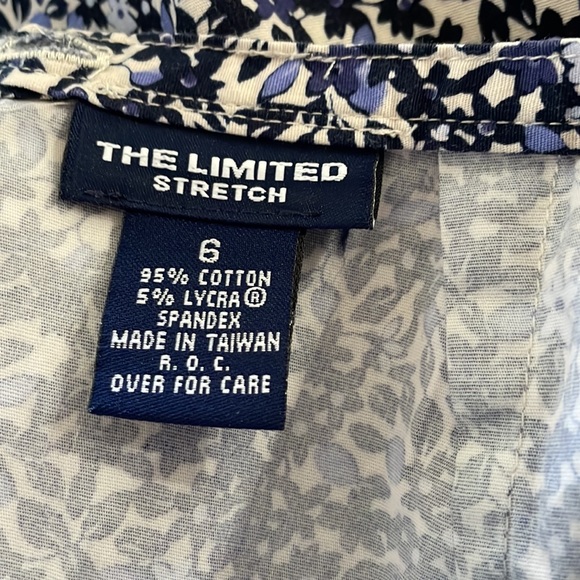 THE LIMITED
STRETCH
6
95% COTTON
5% LYCRA®
SPANDEX
MADE IN TAIWAN
R. O. C.
OVER FOR CARE